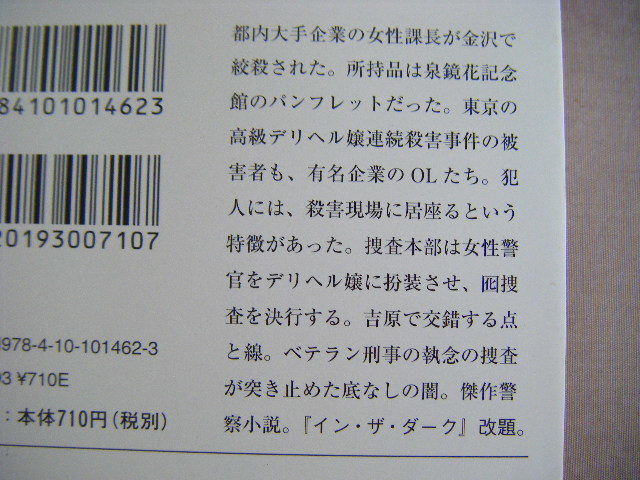 都内大手企業の女性課長が金沢で
絞殺された。所持品は泉鏡花記念
館のパンフレットだった。東京の
高級デリヘル嬢連続殺害事件の被
害者も、有名企業のOLたち。犯
人には、殺害現場に居座るという
特徴があった。捜査本部は女性警
官をデリヘル嬢に扮装させ、囮捜
査を決行する。吉原で交錯する点
と線。ベテラン刑事の執念の捜査
が突き止めた底なしの闇。傑作警
察小説。『イン・ザ・ダーク』改題。
84101014623
20193007107
978-4-10-101462-3
93 ¥710E
：本体710円（税別）